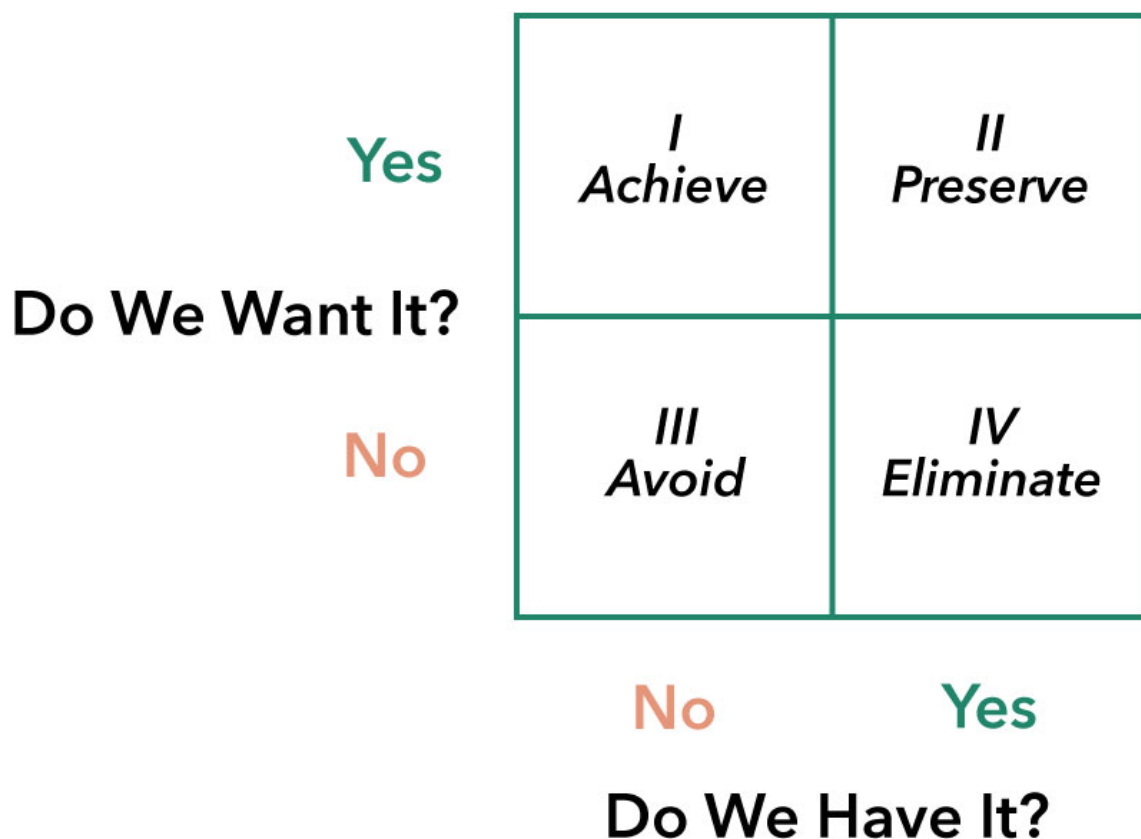 I
Achieve
II
Preserve
Yes
Do We Want It?
III
Avoid
IV
Eliminate
No
No
Yes
Do We Have It?